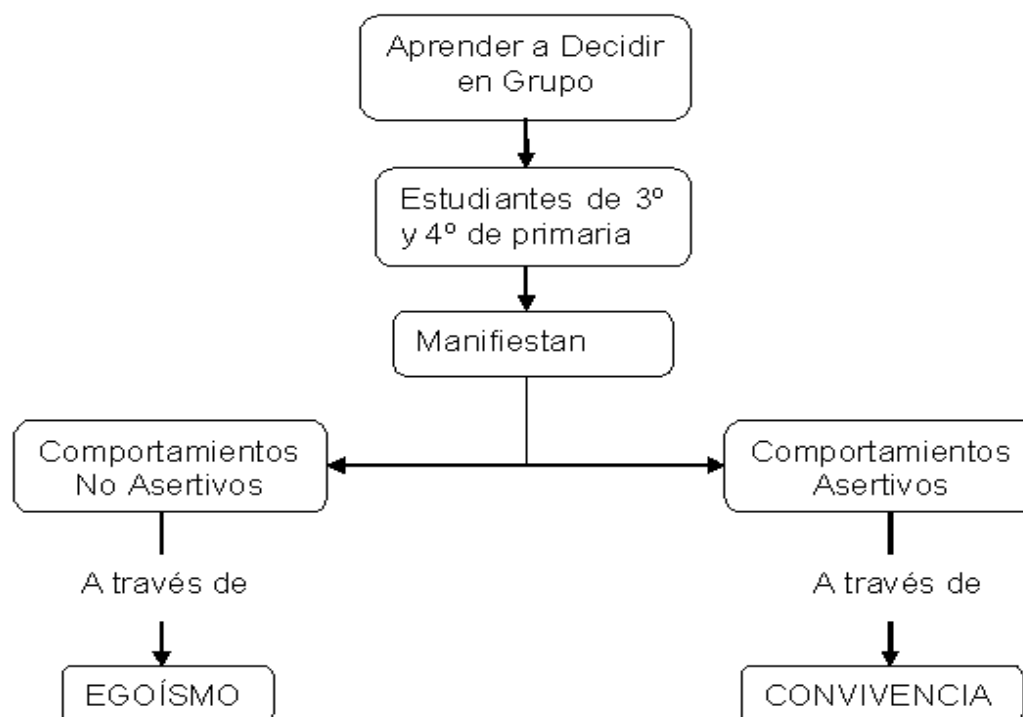 Aprender a Decidir
en Grupo
Estudiantes de 3º
y 4º de primaria
Manifiestan
Comportamientos
No Asertivos
Comportamientos
Asertivos
A través de
A través de
EGOÍSMO
CONVIVENCIA